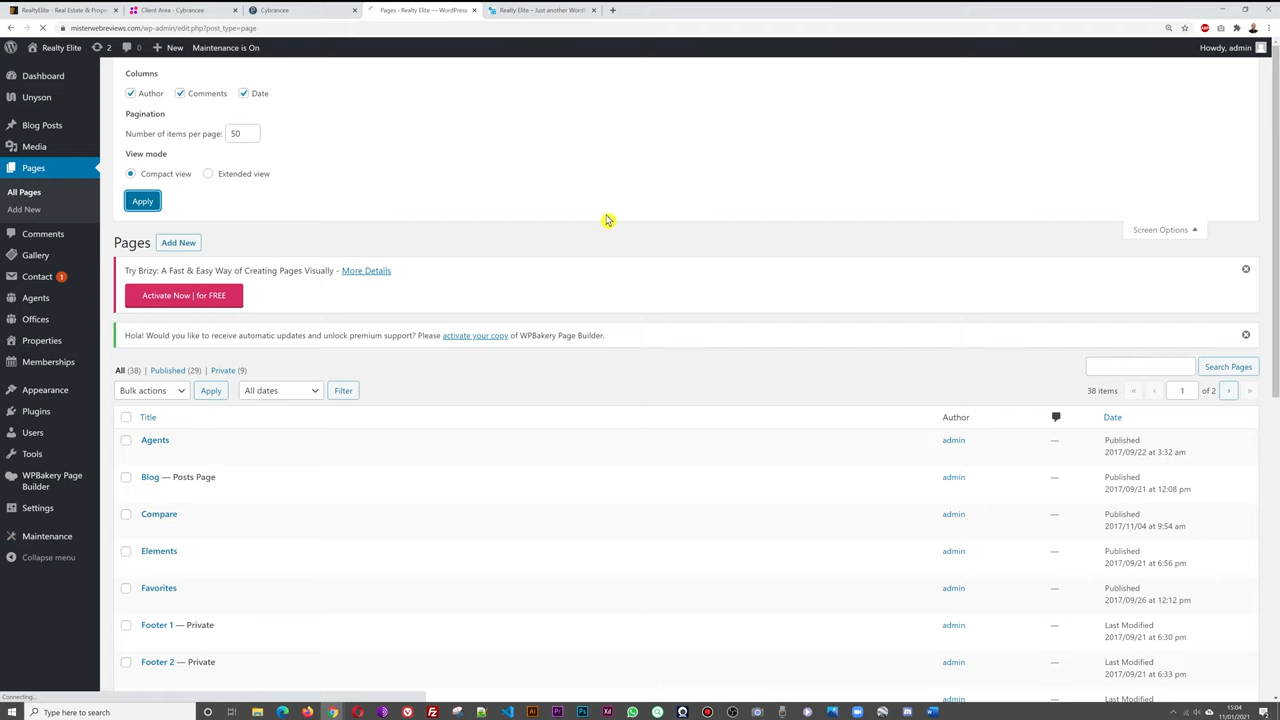 RealtyElite - Real Estate & Prope
Client Area - Cybrancee
Cybrancee
Pages ‹ Realty Elite — WordPress
Realty Elite – Just another Word
misterwebreviews.com/wp-admin/edit.php?post_type=page
Realty Elite
2
0
New
Maintenance is On
Howdy, admin
Dashboard
Unyson
Blog Posts
Media
Pages
All Pages
Add New
Comments
Gallery
Contact 1
Agents
Offices
Properties
Memberships
Appearance
Plugins
Users
Tools
WPBakery Page
Builder
Settings
Maintenance
Collapse menu
Columns
Author
Comments
Date
Pagination
Number of items per page: 50
View mode
Compact view
Extended view
Apply
Screen Options
Pages
Add New
Try Brizy: A Fast & Easy Way of Creating Pages Visually - More Details
Activate Now | for FREE
Hola! Would you like to receive automatic updates and unlock premium support? Please activate your copy of WPBakery Page Builder.
All (38) | Published (29) | Private (9)
Search Pages
Bulk actions
Apply
All dates
Filter
38 items « ‹ 1 of 2 › »
Title
Author
Date
Agents
admin
—
Published
2017/09/22 at 3:32 am
Blog — Posts Page
admin
—
Published
2017/09/21 at 12:08 pm
Compare
admin
—
Published
2017/11/04 at 9:54 am
Elements
admin
—
Published
2017/09/21 at 6:56 pm
Favorites
admin
—
Published
2017/09/26 at 12:12 pm
Footer 1 — Private
admin
—
Last Modified
2017/09/21 at 6:30 pm
Footer 2 — Private
admin
—
Last Modified
2017/09/21 at 6:33 pm
Last Modified
Connecting...
Type here to search
15:04
11/01/2021